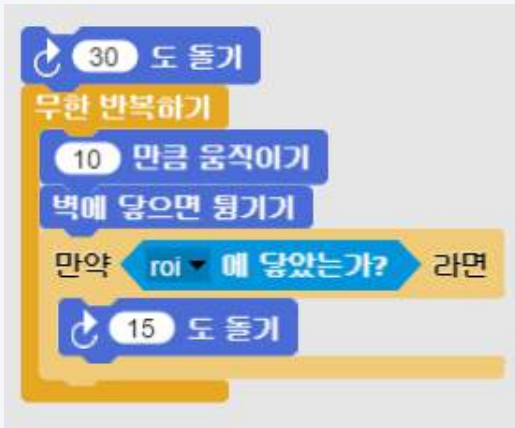 30 도 돌기
무한 반복하기
10 만큼 움직이기
벽에 닿으면 튕기기
만약 roi 에 닿았는가? 라면
15 도 돌기